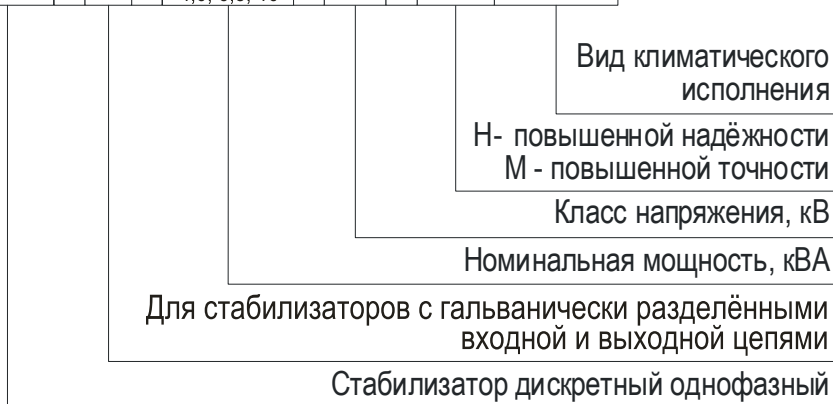 Вид климатического
исполнения
Н- повышенной надёжности
М - повышенной точности
Класс напряжения, кВ
Номинальная мощность, кВА
Для стабилизаторов с гальванически разделёнными
входной и выходной цепями
Стабилизатор дискретный однофазный